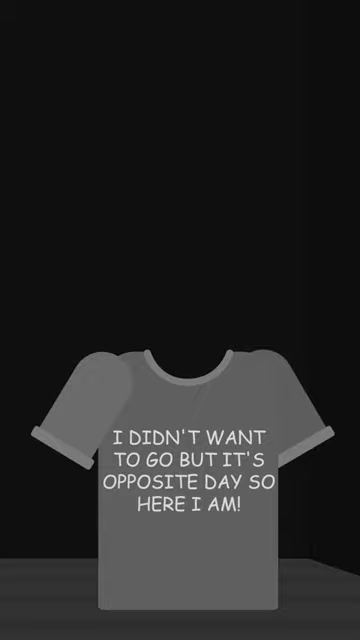 I DIDN'T WANT
TO GO BUT IT'S
OPPOSITE DAY SO
HERE I AM!